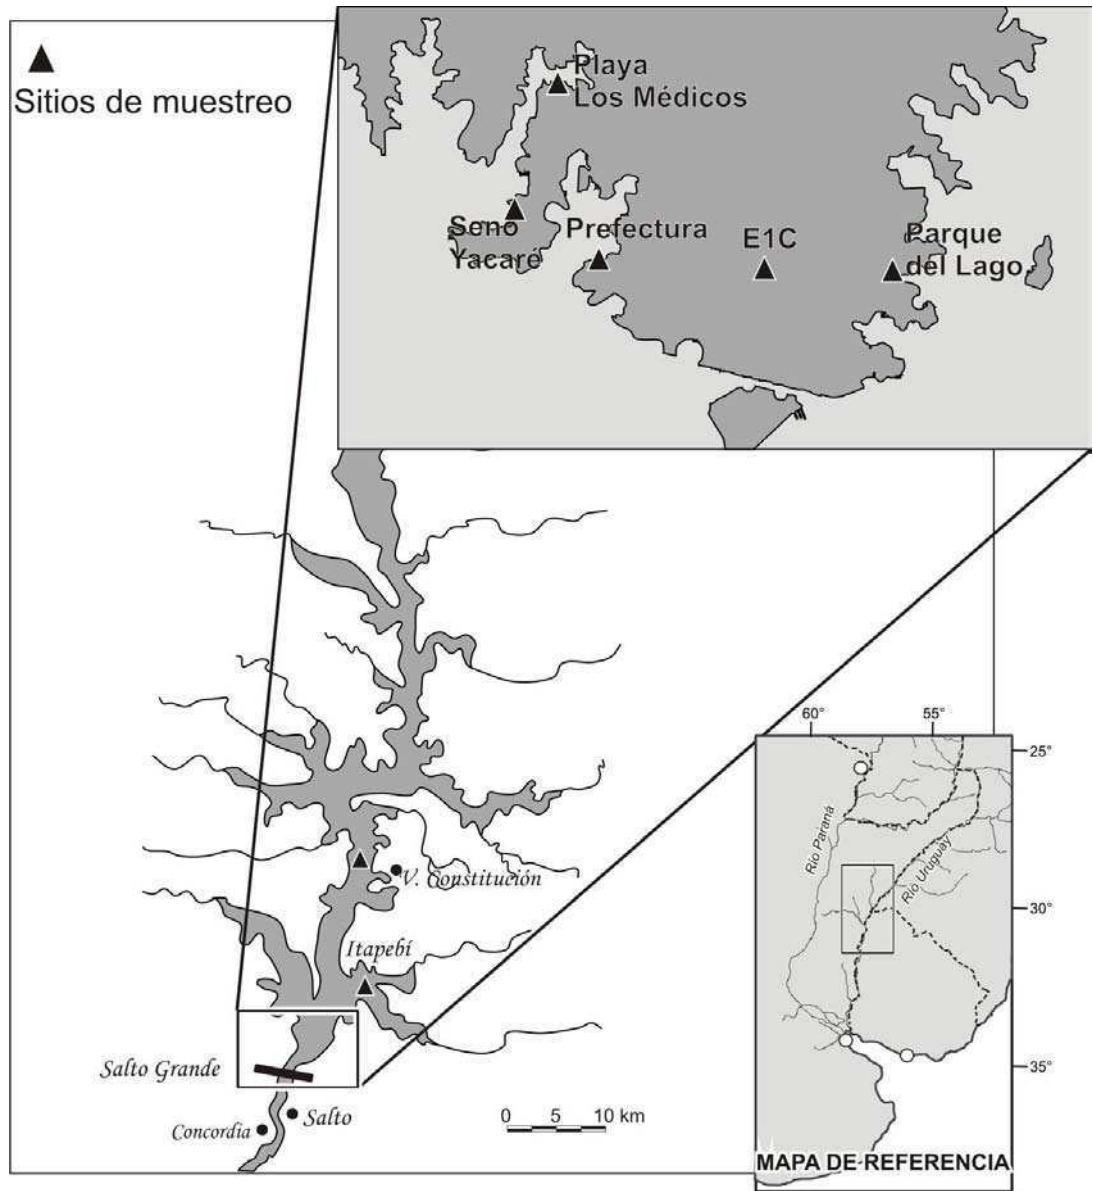 Sitios de muestreo
Playa
Los Médicos
Seno
Yacaré
Prefectura
E1C
Parque
del Lago
V. Constitución
Itapebí
Salto Grande
Salto
Concordia
0 5 10 km
60° 55°
25°
30°
35°
Río Paraná
Río Uruguay
MAPA DE REFERENCIA